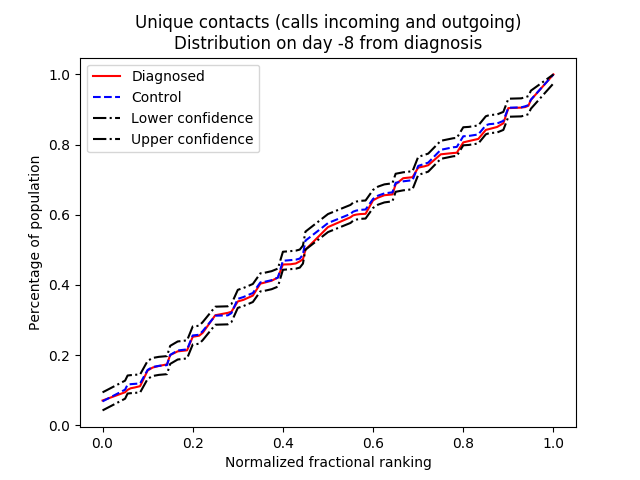 Unique contacts (calls incoming and outgoing)
Distribution on day -8 from diagnosis
Diagnosed
Control
Lower confidence
Upper confidence
Percentage of population
1.0
0.8
0.6
0.4
0.2
0.0
0.0 0.2 0.4 0.6 0.8 1.0
Normalized fractional ranking